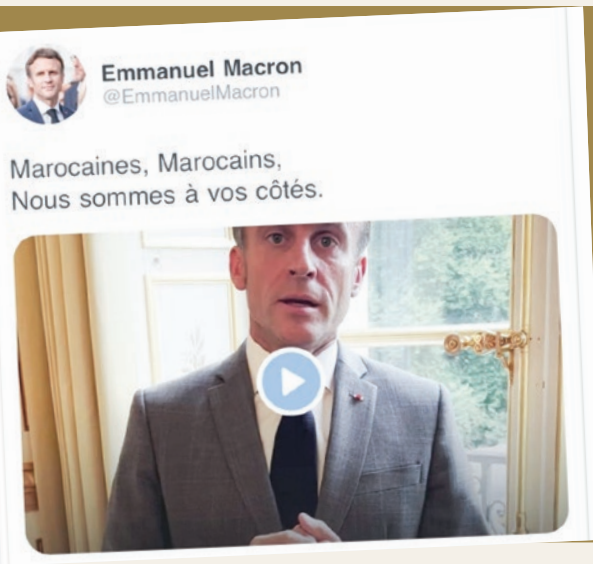 Emmanuel Macron
@EmmanuelMacron
Marocaines, Marocains,
Nous sommes à vos côtés.